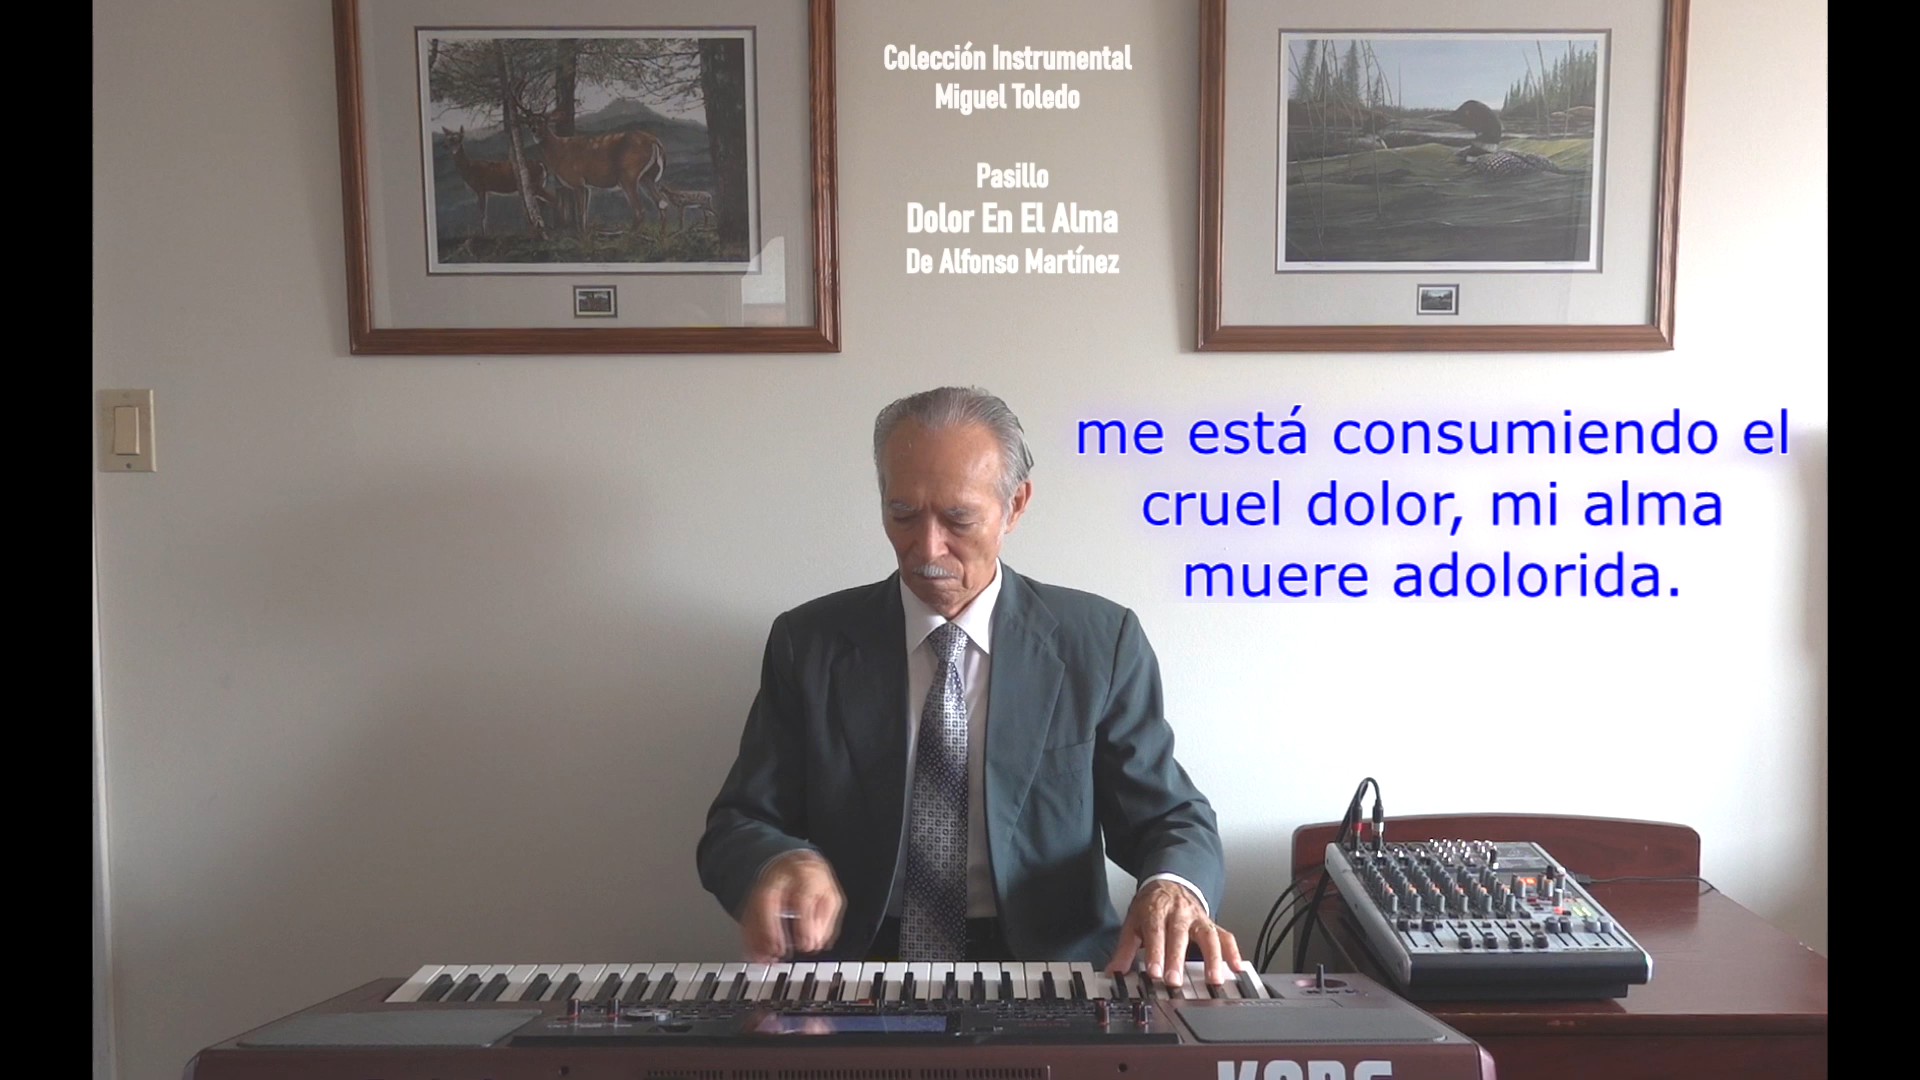 Colección Instrumental
Miguel Toledo
Pasillo
Dolor En El Alma
De Alfonso Martínez
me está consumiendo el
cruel dolor, mi alma
muere adolorida.
KORG